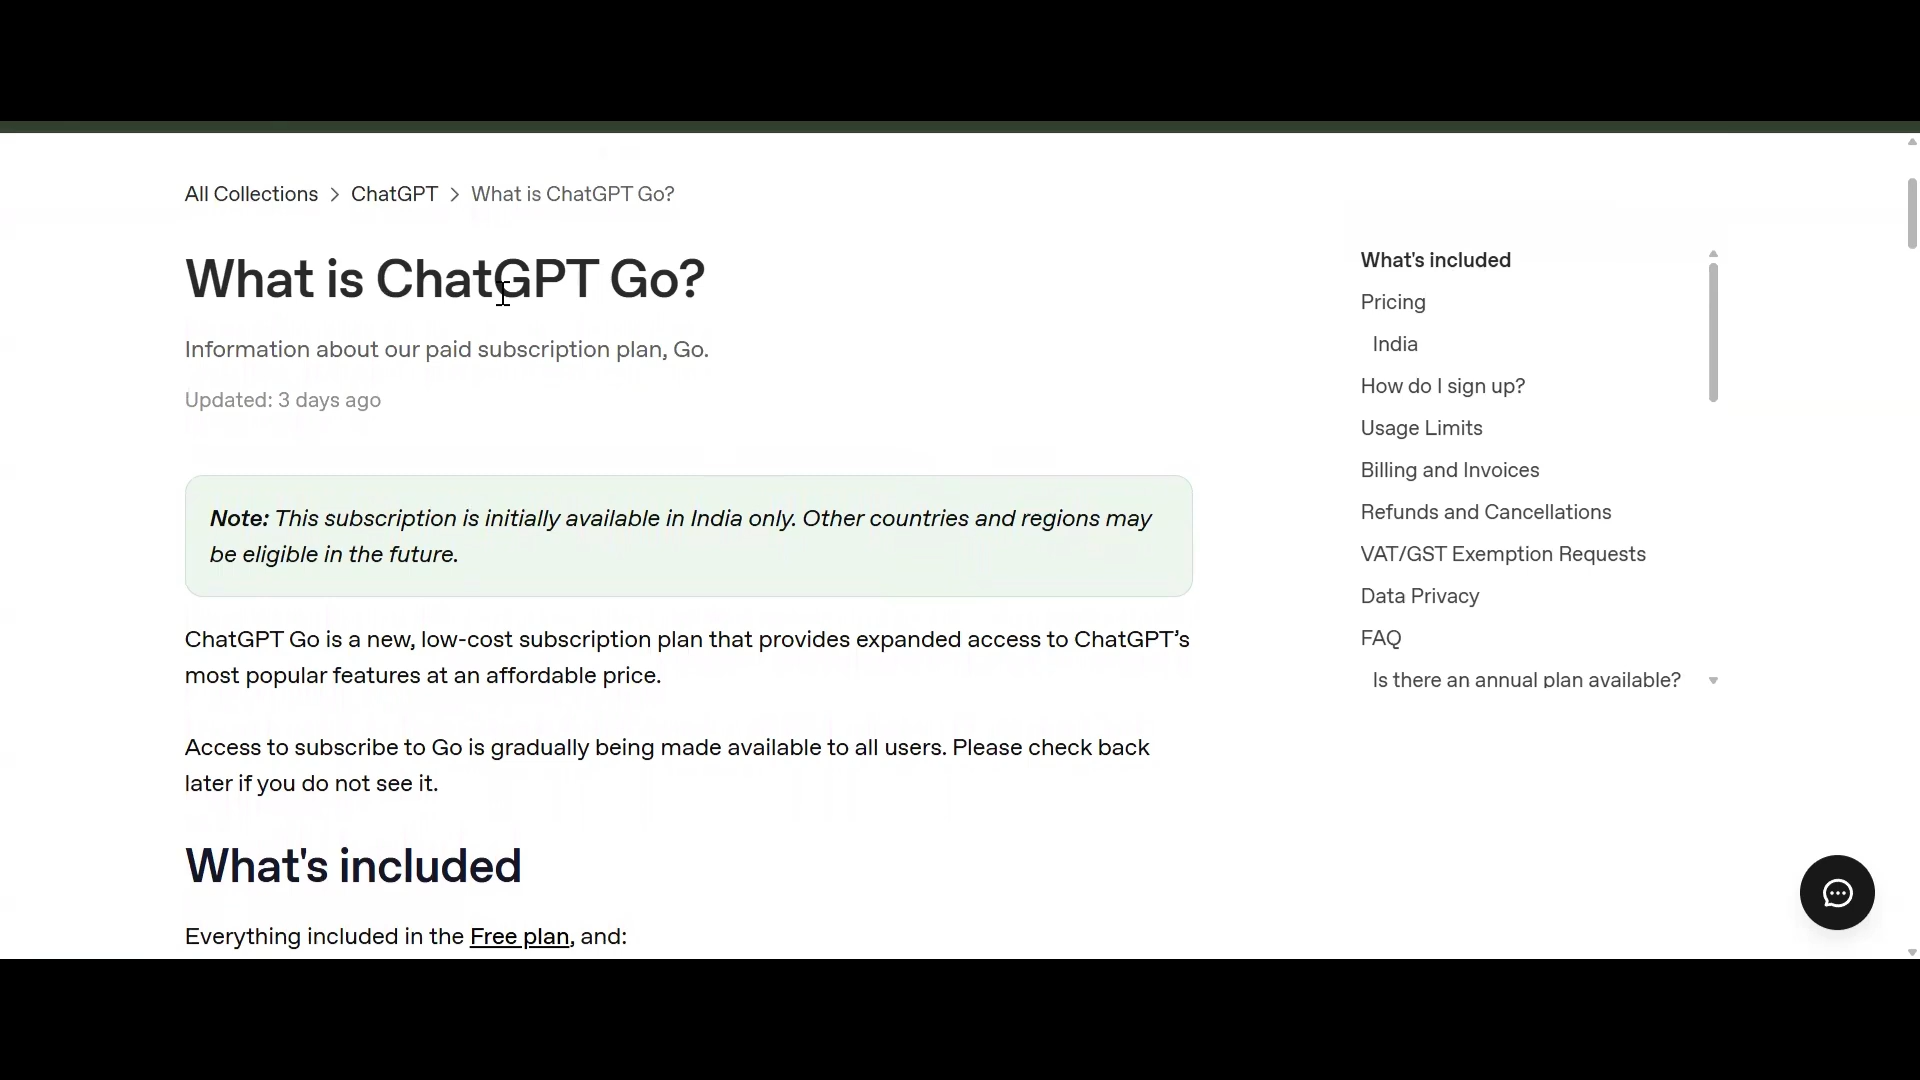 All Collections > ChatGPT > What is ChatGPT Go?
What is ChatGPT Go?
Information about our paid subscription plan, Go.
Updated: 3 days ago
Note: This subscription is initially available in India only. Other countries and regions may
be eligible in the future.
ChatGPT Go is a new, low-cost subscription plan that provides expanded access to ChatGPT’s
most popular features at an affordable price.
Access to subscribe to Go is gradually being made available to all users. Please check back
later if you do not see it.
What's included
Everything included in the Free plan, and:
What's included
Pricing
India
How do I sign up?
Usage Limits
Billing and Invoices
Refunds and Cancellations
VAT/GST Exemption Requests
Data Privacy
FAQ
Is there an annual plan available?